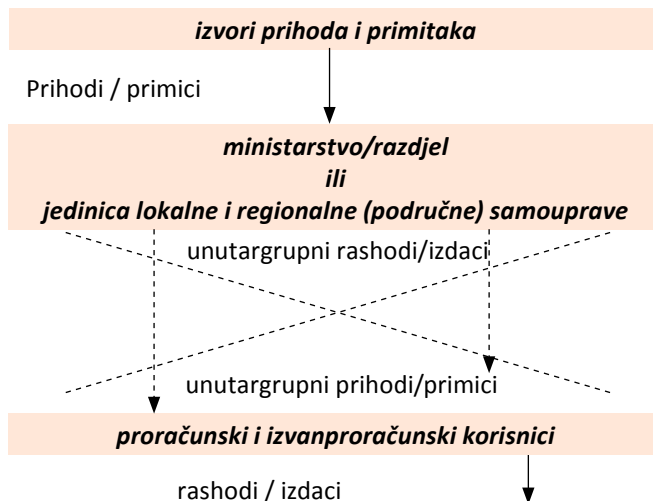 izvori prihoda i primitaka
Prihodi / primici
ministarstvo/razdjel
ili
jedinica lokalne i regionalne (područne) samouprave
unutargrupni rashodi/izdaci
unutargrupni prihodi/primici
proračunski i izvanproračunski korisnici
rashodi / izdaci